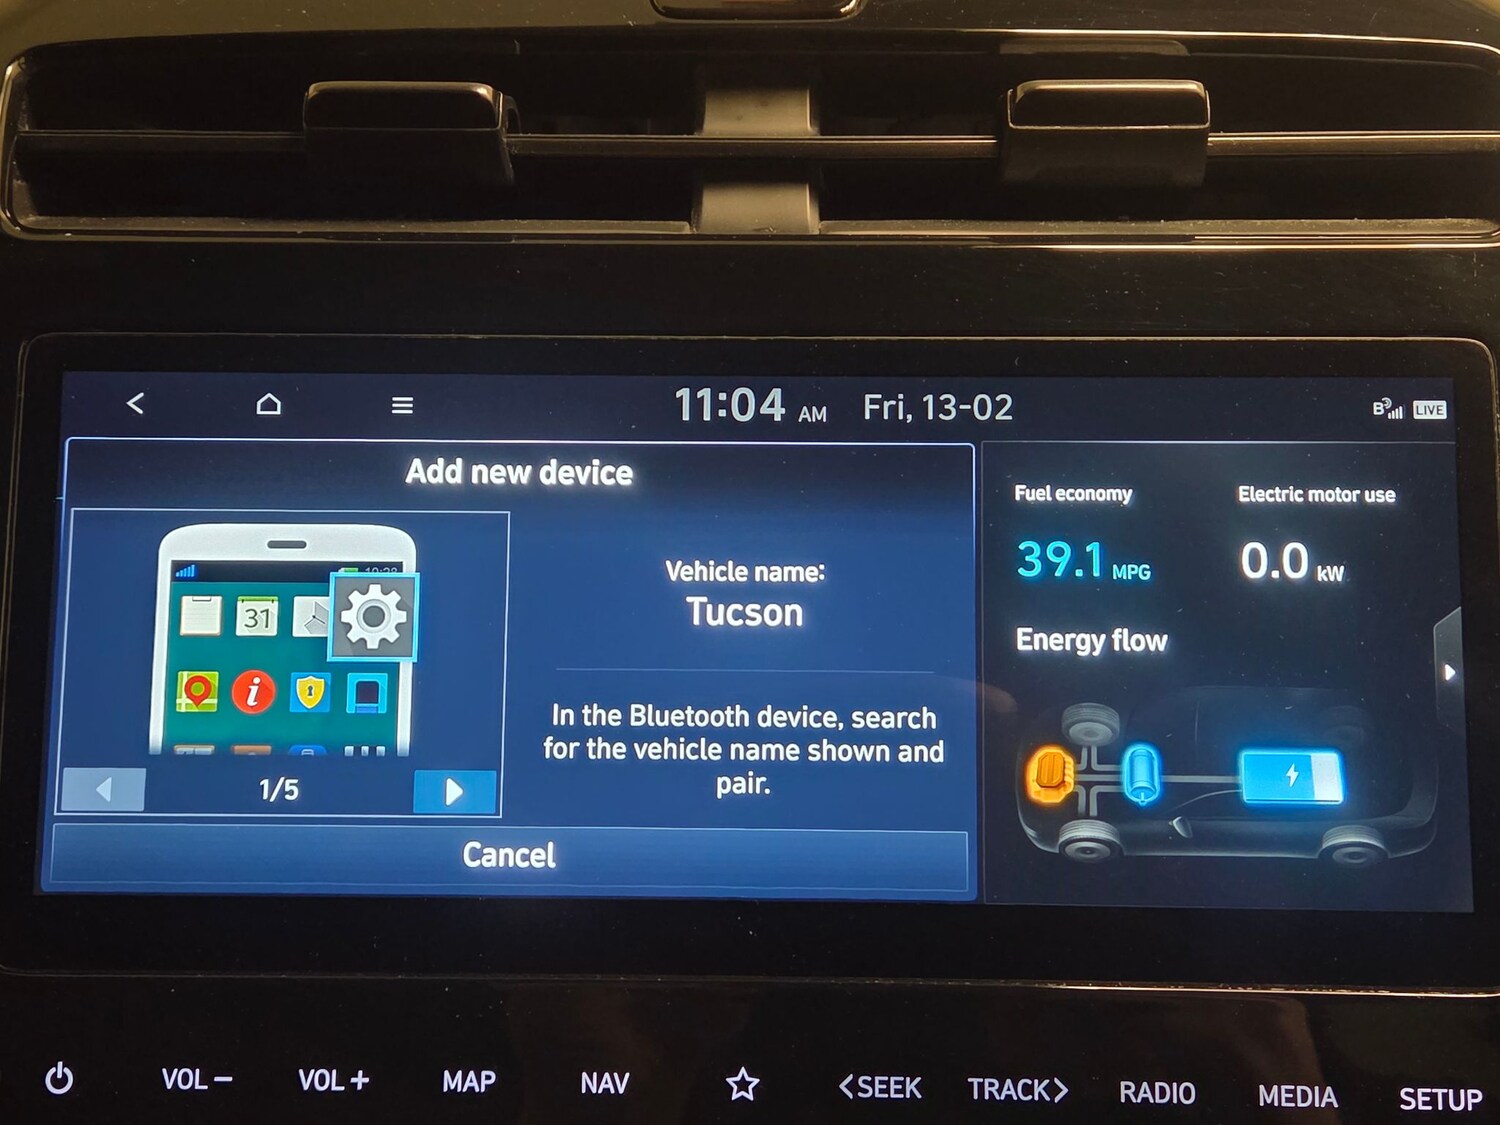 11:04 AM Fri, 13-02
LIVE
Add new device
31
Vehicle name:
Tucson
In the Bluetooth device, search
for the vehicle name shown and
pair.
1/5
Cancel
Fuel economy
39.1 MPG
Electric motor use
0.0 kW
Energy flow
VOL－
VOL+
MAP
NAV
<SEEK
TRACK>
RADIO
MEDIA
SETUP